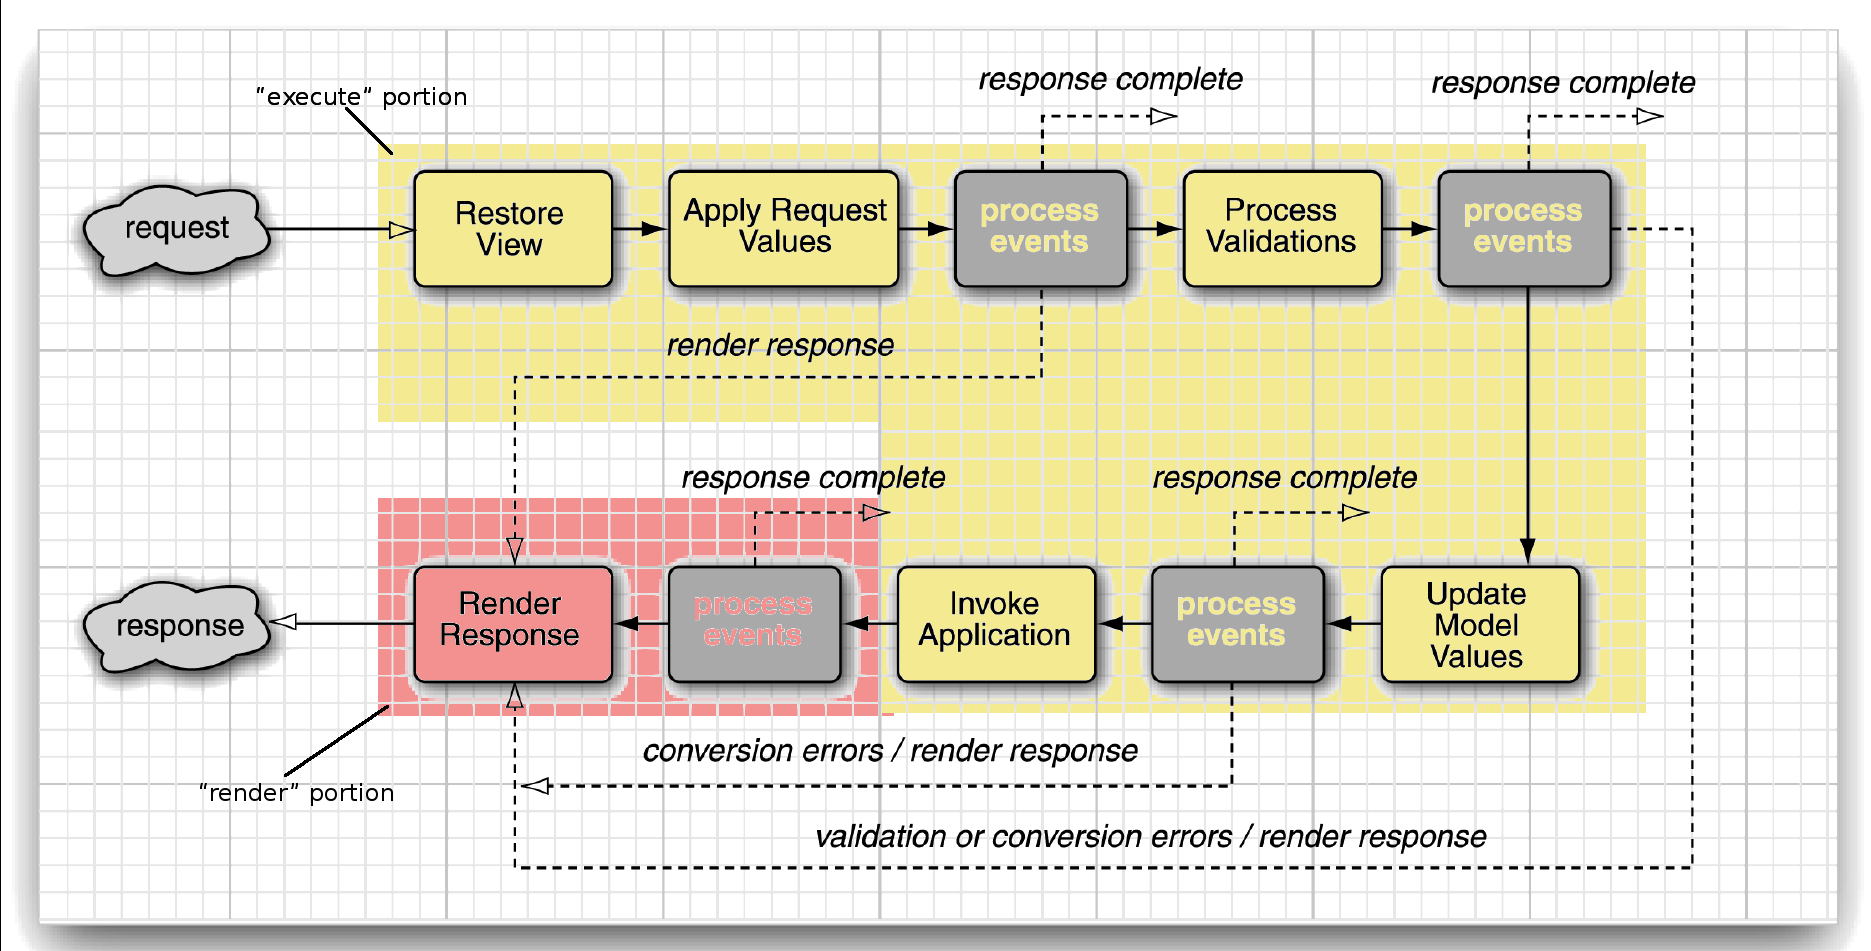 response complete
response complete
"execute" portion
request
Restore
View
Apply Request
Values
process
events
Process
Validations
process
events
render response
response complete
response complete
response
Render
Response
process
events
Invoke
Application
process
events
Update
Model
Values
conversion errors / render response
"render" portion
validation or conversion errors / render response